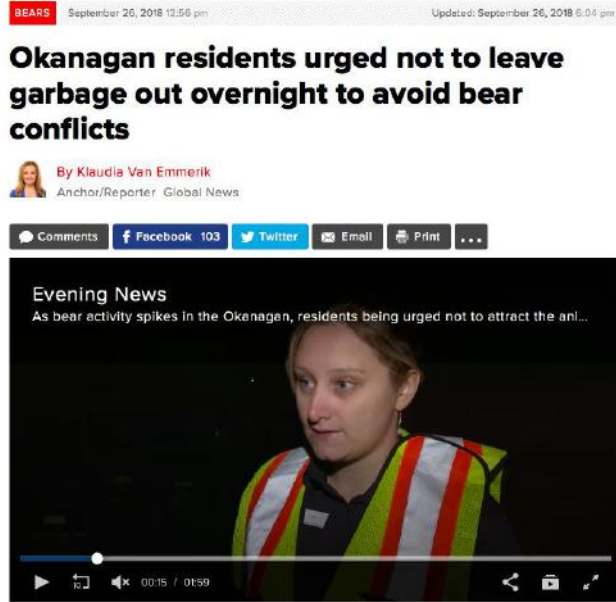 BEARS September 26, 2018 12:56 pm Updated: September 26, 2018 6:04 pm
Okanagan residents urged not to leave
garbage out overnight to avoid bear
conflicts
By Klaudia Van Emmerik
Anchor/Reporter Global News
Comments Facebook 103 Twitter Email Print ...
Evening News
As bear activity spikes in the Okanagan, residents being urged not to attract the ani...
10 00:15 / 01:59